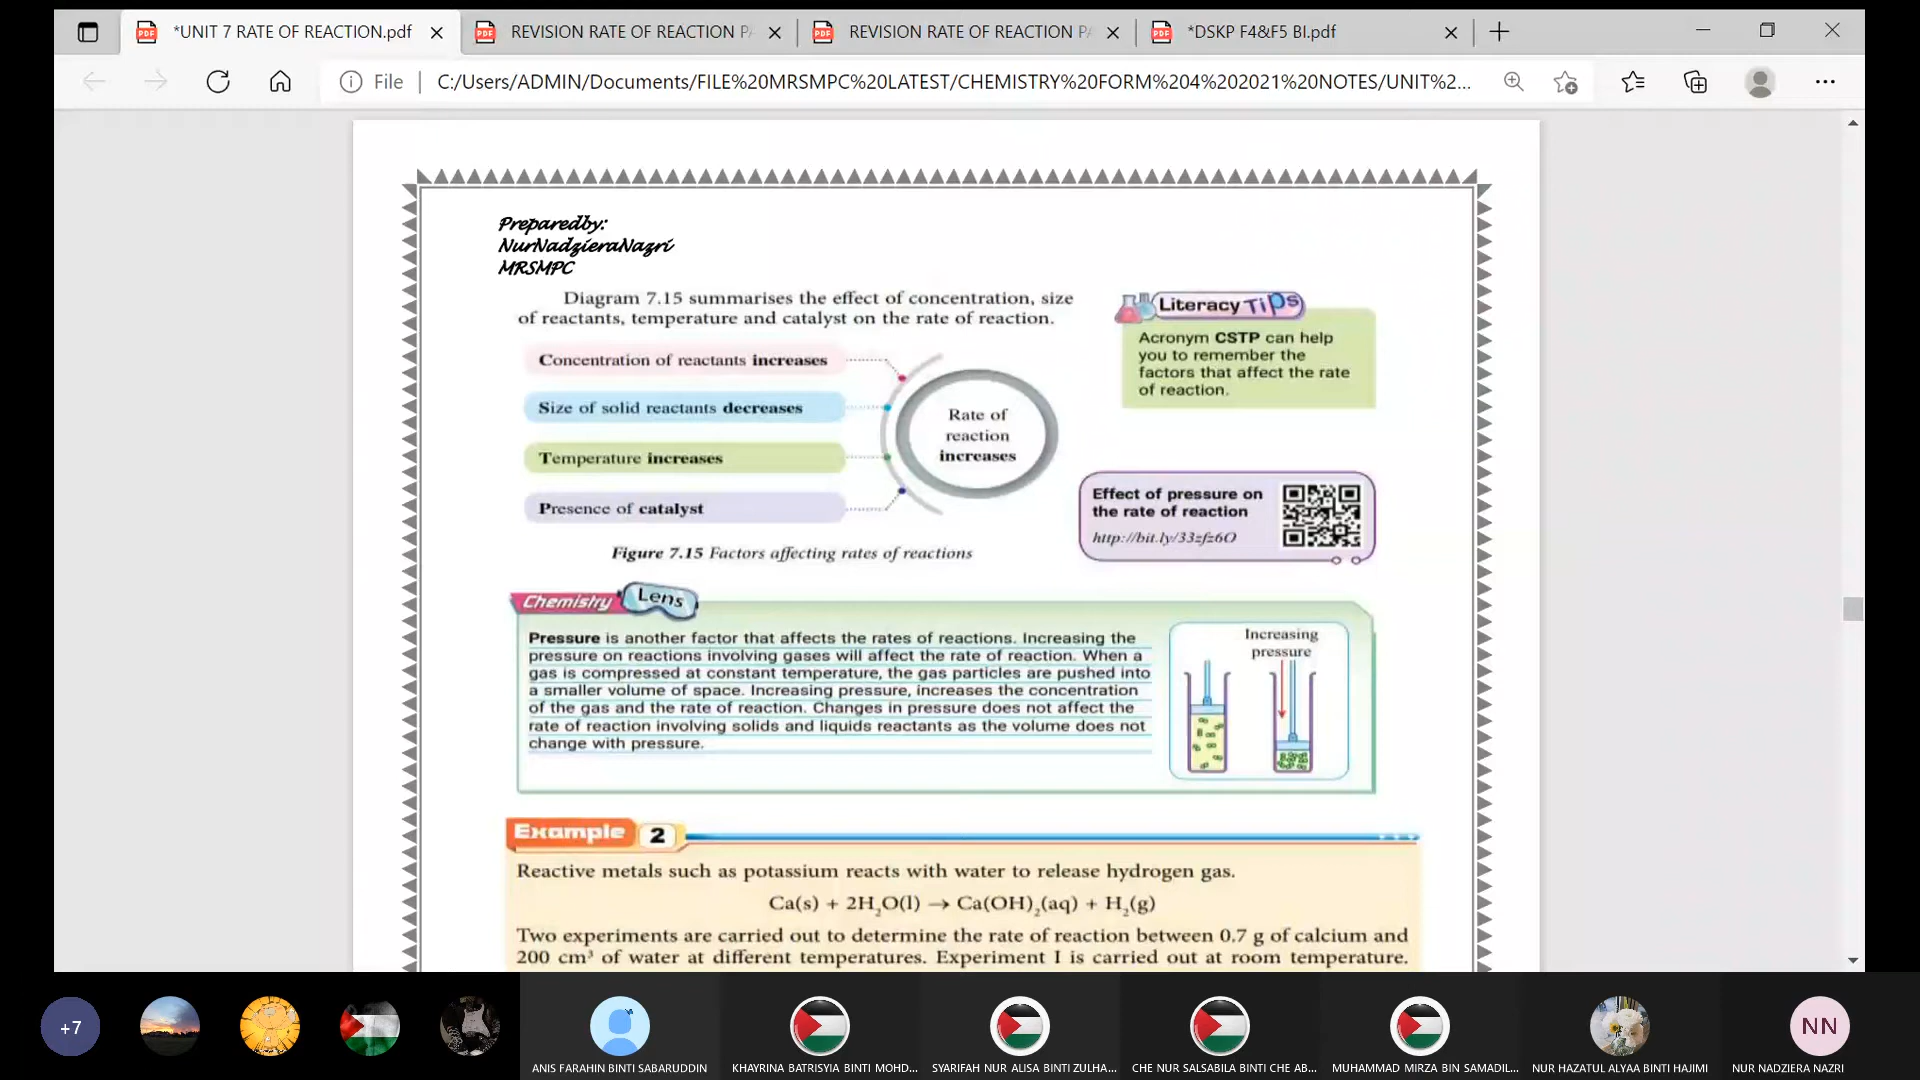 *UNIT 7 RATE OF REACTION.pdf
REVISION RATE OF REACTION PA
REVISION RATE OF REACTION PA
*DSKP F4&F5 BI.pdf
File
C:/Users/ADMIN/Documents/FILE%20MRSMPC%20LATEST/CHEMISTRY%20FORM%204%202021%20NOTES/UNIT%2...
Preparedby:
NurNadzieraNazri
MRSMPC
Diagram 7.15 summarises the effect of concentration, size
of reactants, temperature and catalyst on the rate of reaction.
Concentration of reactants increases
Size of solid reactants decreases
Temperature increases
Presence of catalyst
Rate of
reaction
increases
Figure 7.15 Factors affecting rates of reactions
Literacy Tips
Acronym CSTP can help
you to remember the
factors that affect the rate
of reaction.
Effect of pressure on
the rate of reaction
http://bit.ly/33zfz6O
Chemistry Lens
Pressure is another factor that affects the rates of reactions. Increasing the
pressure on reactions involving gases will affect the rate of reaction. When a
gas is compressed at constant temperature, the gas particles are pushed into
a smaller volume of space. Increasing pressure, increases the concentration
of the gas and the rate of reaction. Changes in pressure does not affect the
rate of reaction involving solids and liquids reactants as the volume does not
change with pressure.
Increasing
pressure
Example 2
Reactive metals such as potassium reacts with water to release hydrogen gas.
Ca(s) + 2H₂O(l) → Ca(OH)₂(aq) + H₂(g)
Two experiments are carried out to determine the rate of reaction between 0.7 g of calcium and
200 cm³ of water at different temperatures. Experiment I is carried out at room temperature.
+7
NN
ANIS FARAHIN BINTI SABARUDDIN
KHAYRINA BATRISYIA BINTI MOHD...
SYARIFAH NUR ALISA BINTI ZULHA...
CHE NUR SALSABILA BINTI CHE AB...
MUHAMMAD MIRZA BIN SAMADIL...
NUR HAZATUL ALYAA BINTI HAJIMI
NUR NADZIERA NAZRI